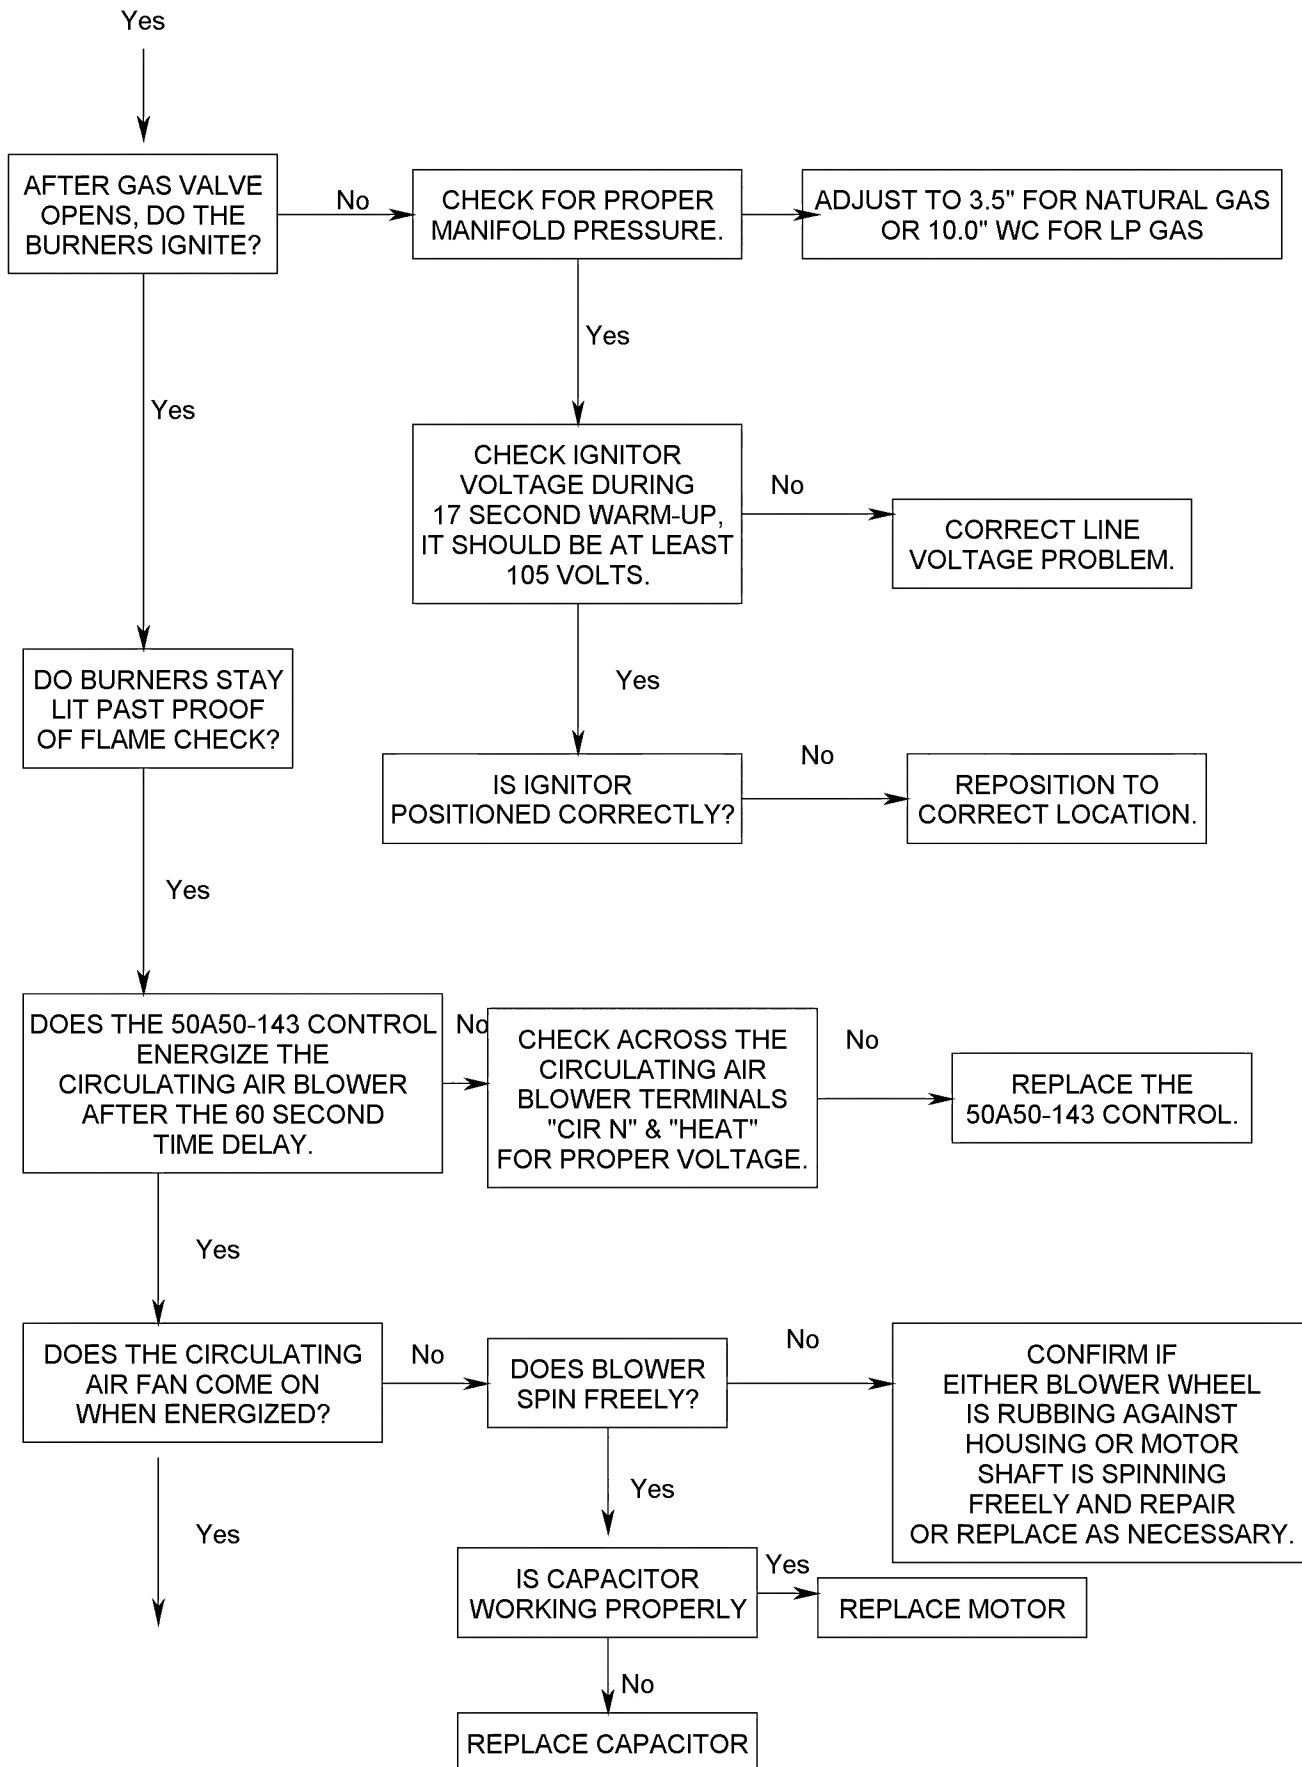 Yes
AFTER GAS VALVE
OPENS, DO THE
BURNERS IGNITE?
No
CHECK FOR PROPER
MANIFOLD PRESSURE.
ADJUST TO 3.5" FOR NATURAL GAS
OR 10.0" WC FOR LP GAS
Yes
Yes
CHECK IGNITOR
VOLTAGE DURING
17 SECOND WARM-UP,
IT SHOULD BE AT LEAST
105 VOLTS.
No
CORRECT LINE
VOLTAGE PROBLEM.
Yes
DO BURNERS STAY
LIT PAST PROOF
OF FLAME CHECK?
IS IGNITOR
POSITIONED CORRECTLY?
No
REPOSITION TO
CORRECT LOCATION.
Yes
DOES THE 50A50-143 CONTROL
ENERGIZE THE
CIRCULATING AIR BLOWER
AFTER THE 60 SECOND
TIME DELAY.
No
CHECK ACROSS THE
CIRCULATING AIR
BLOWER TERMINALS
"CIR N" & "HEAT"
FOR PROPER VOLTAGE.
No
REPLACE THE
50A50-143 CONTROL.
Yes
DOES THE CIRCULATING
AIR FAN COME ON
WHEN ENERGIZED?
No
DOES BLOWER
SPIN FREELY?
No
CONFIRM IF
EITHER BLOWER WHEEL
IS RUBBING AGAINST
HOUSING OR MOTOR
SHAFT IS SPINNING
FREELY AND REPAIR
OR REPLACE AS NECESSARY.
Yes
Yes
IS CAPACITOR
WORKING PROPERLY
Yes
REPLACE MOTOR
No
REPLACE CAPACITOR